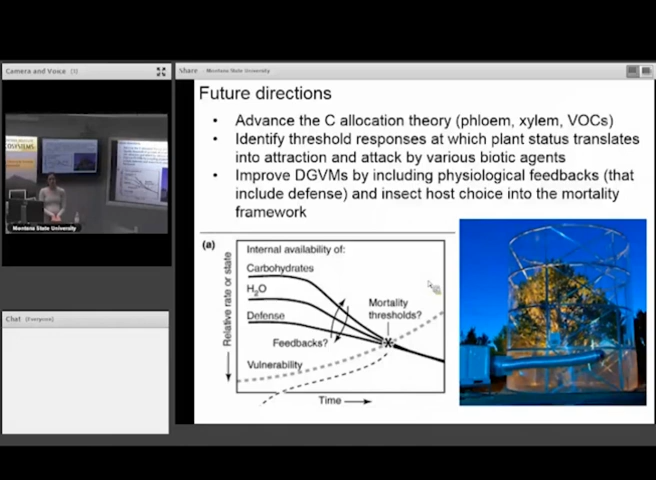 Camera and Voice (1)
Share Montana State University
Montana State University
Chat (Everyone)
Future directions
• Advance the C allocation theory (phloem, xylem, VOCs)
• Identify threshold responses at which plant status translates
into attraction and attack by various biotic agents
• Improve DGVMs by including physiological feedbacks (that
include defense) and insect host choice into the mortality
framework
(a)
Internal availability of:
Carbohydrates
H2O
Defense
Feedbacks?
Mortality
thresholds?
Vulnerability
Relative rate or state
Time